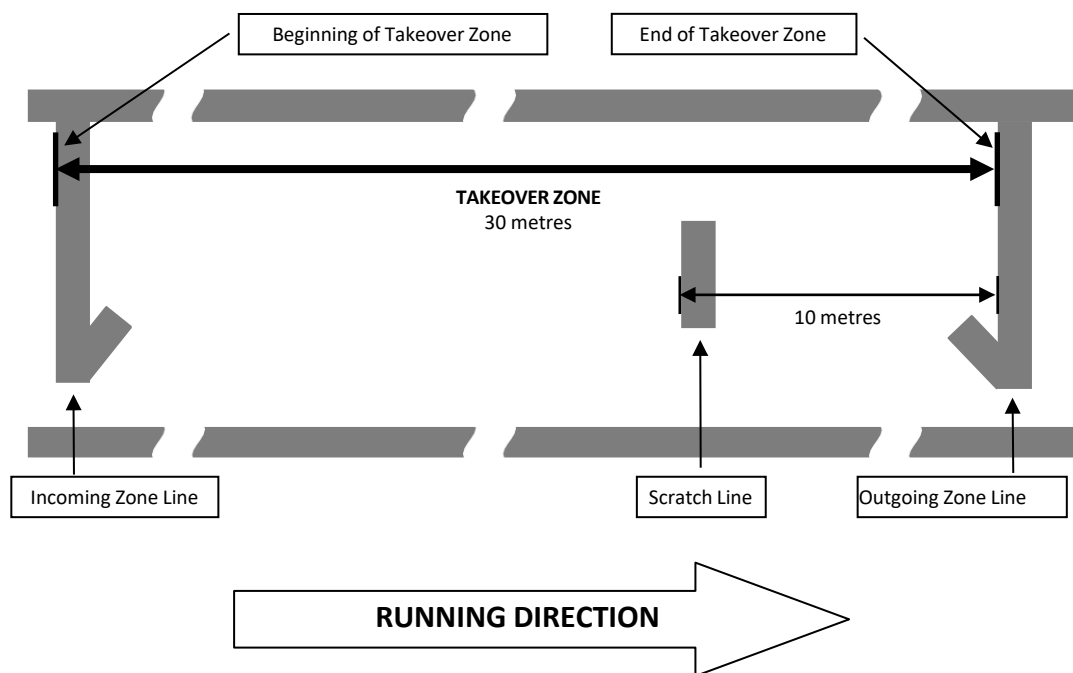 Beginning of Takeover Zone
End of Takeover Zone
TAKEOVER ZONE
30 metres
10 metres
Incoming Zone Line
Scratch Line
Outgoing Zone Line
RUNNING DIRECTION